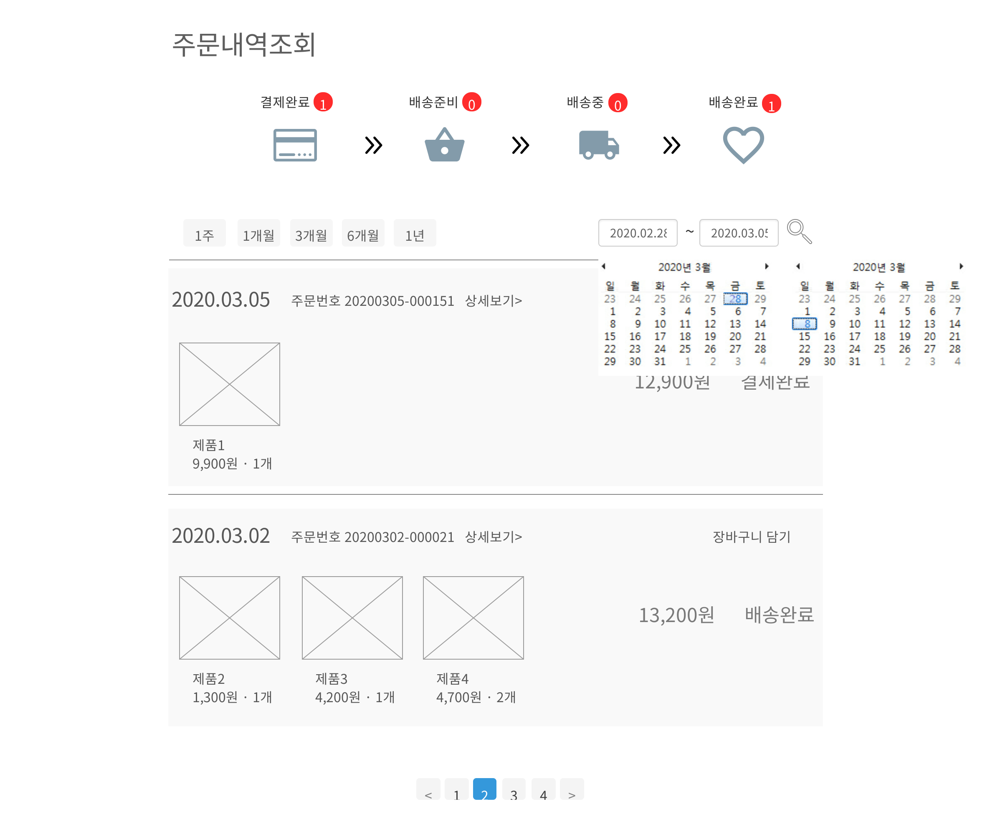 주문내역조회
결제완료 1 배송준비 0 배송중 0 배송완료 1
1주 1개월 3개월 6개월 1년 2020.02.28 ~ 2020.03.05
2020년 3월
일 월 화 수 목 금 토
23 24 25 26 27 28 29
1 2 3 4 5 6 7
8 9 10 11 12 13 14
15 16 17 18 19 20 21
22 23 24 25 26 27 28
29 30 31 1 2 3 4
2020년 3월
일 월 화 수 목 금 토
23 24 25 26 27 28 29
1 2 3 4 5 6 7
8 9 10 11 12 13 14
15 16 17 18 19 20 21
22 23 24 25 26 27 28
29 30 31 1 2 3 4
2020.03.05 주문번호 20200305-000151 상세보기>
12,900원 결제완료
제품1
9,900원 · 1개
2020.03.02 주문번호 20200302-000021 상세보기> 장바구니 담기
13,200원 배송완료
제품2
1,300원 · 1개
제품3
4,200원 · 1개
제품4
4,700원 · 2개
< 1 2 3 4 >